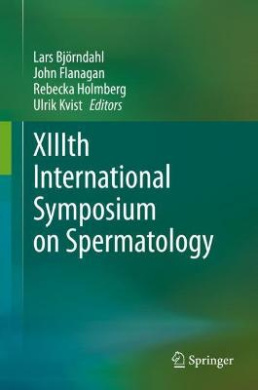 Lars Björndahl
John Flanagan
Rebecka Holmberg
Ulrik Kvist Editors
XIIIth
International
Symposium
on Spermatology
Springer